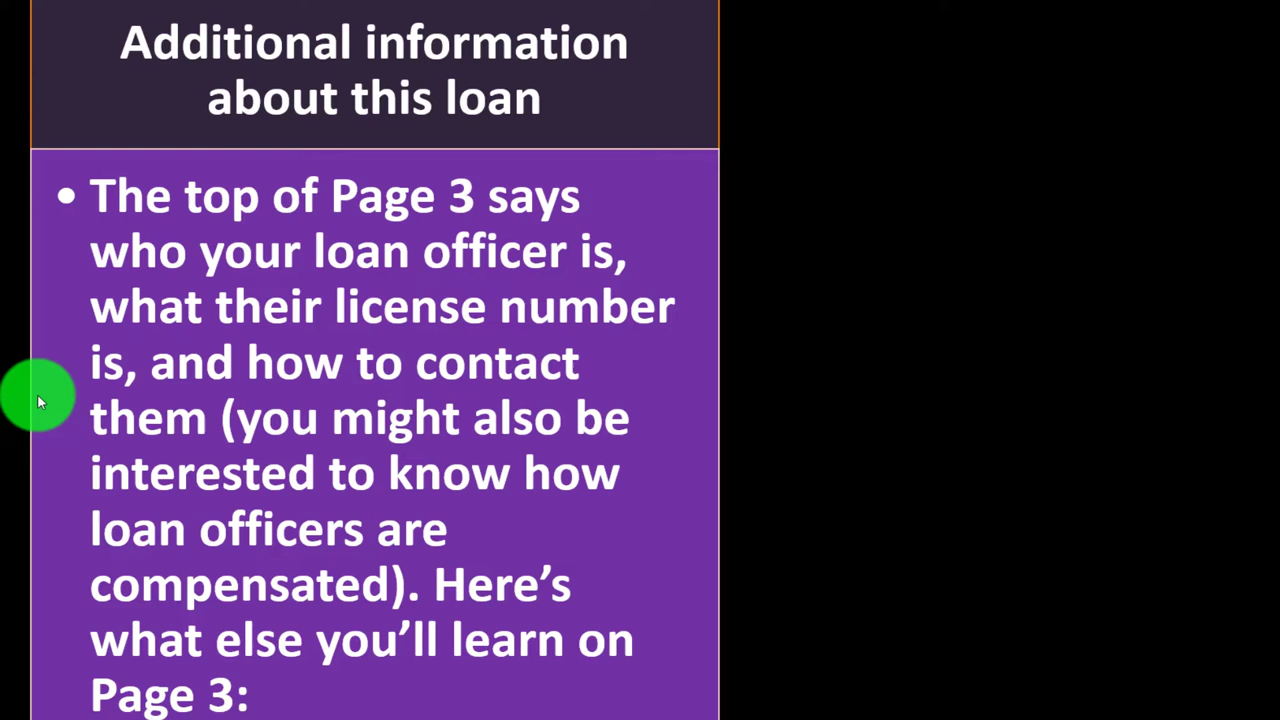 Additional information
about this loan
• The top of Page 3 says
who your loan officer is,
what their license number
is, and how to contact
them (you might also be
interested to know how
loan officers are
compensated). Here’s
what else you’ll learn on
Page 3: